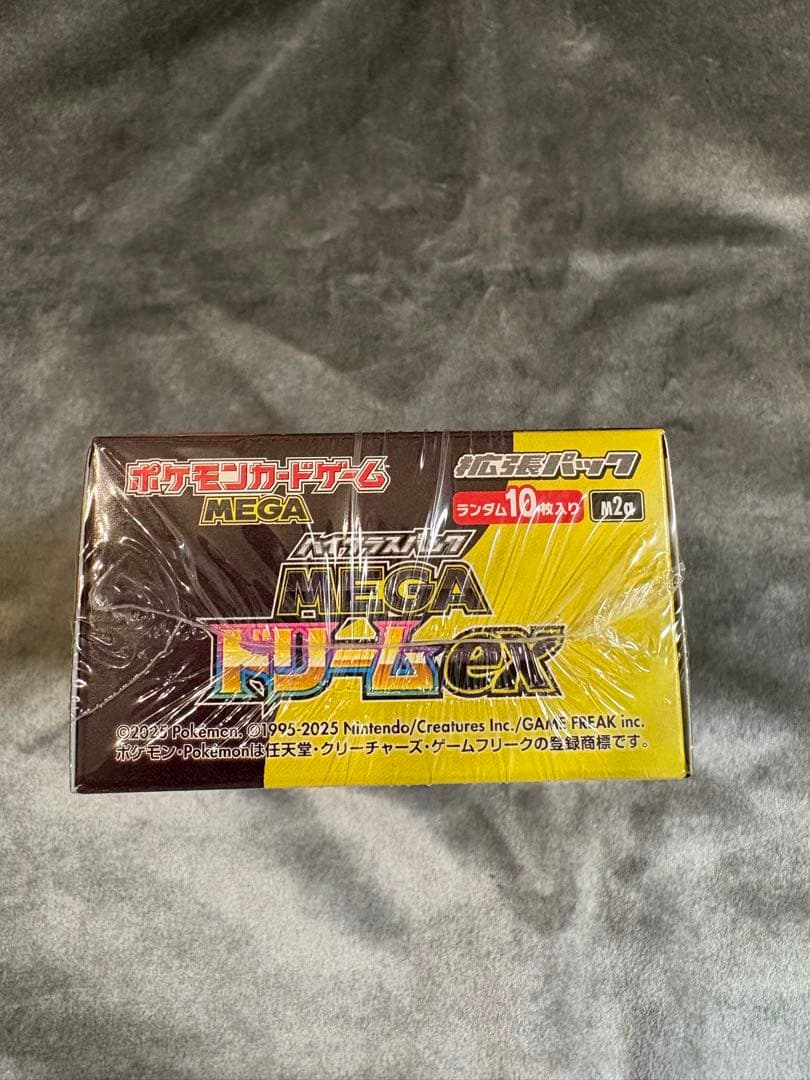 ポケモンカードゲーム
MEGA
拡張パック
ランダム10枚入り M2a
ハイクラスパック
MEGA
ドリームex
©2025 Pokémon. ©1995-2025 Nintendo/Creatures Inc./GAME FREAK inc.
ポケモン・Pokémonは任天堂・クリーチャーズ・ゲームフリークの登録商標です。